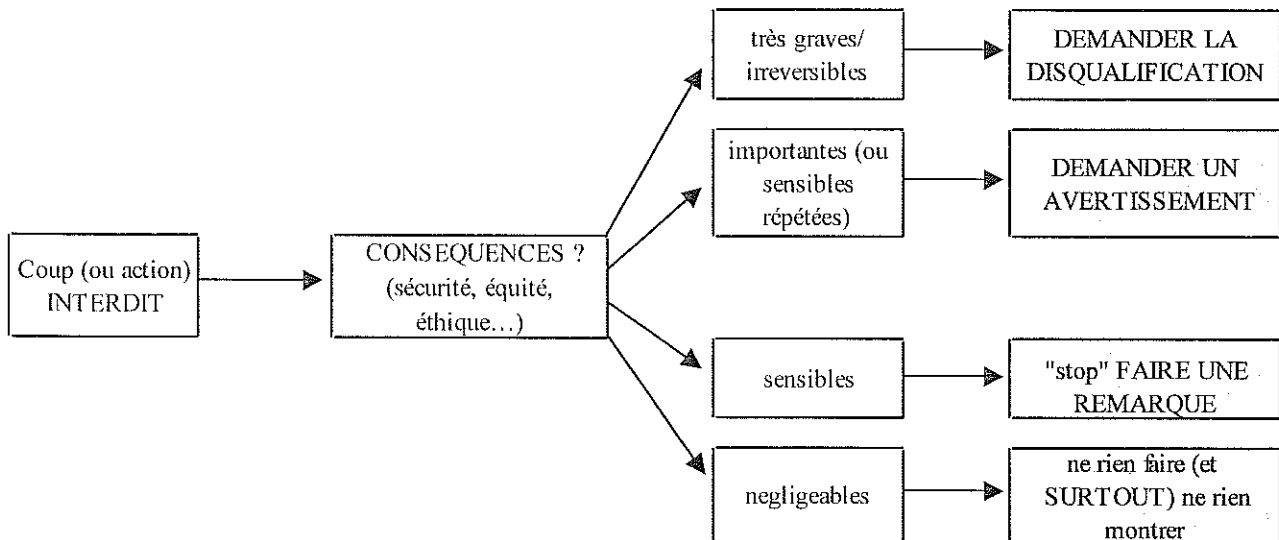 Coup (ou action)
INTERDIT
CONSEQUENCES ?
(sécurité, équité,
éthique…)
très graves/
irreversibles
DEMANDER LA
DISQUALIFICATION
importantes (ou
sensibles
répétées)
DEMANDER UN
AVERTISSEMENT
sensibles
"stop" FAIRE UNE
REMARQUE
negligeables
ne rien faire (et
SURTOUT) ne rien
montrer